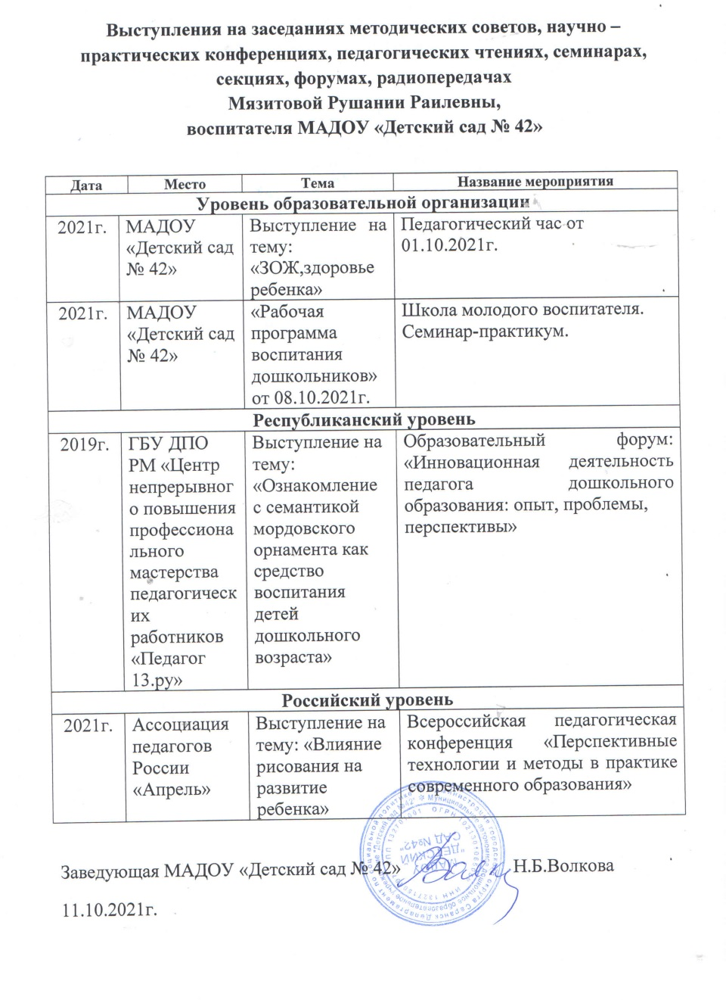 Выступления на заседаниях методических советов, научно –
практических конференциях, педагогических чтениях, семинарах,
секциях, форумах, радиопередачах
Мязитовой Рушании Раилевны,
воспитателя МАДОУ «Детский сад № 42»
Дата Место Тема Название мероприятия
Уровень образовательной организации
2021г.
МАДОУ
«Детский сад
№ 42»
Выступление на
тему:
«ЗОЖ,здоровье
ребенка»
Педагогический час от
01.10.2021г.
2021г.
МАДОУ
«Детский сад
№ 42»
«Рабочая
программа
воспитания
дошкольников»
от 08.10.2021г.
Школа молодого воспитателя.
Семинар-практикум.
Республиканский уровень
2019г.
ГБУ ДПО
РМ «Центр
непрерывног
о повышения
профессиона
льного
мастерства
педагогическ
их
работников
«Педагог
13.ру»
Выступление на
тему:
«Ознакомление
с семантикой
мордовского
орнамента как
средство
воспитания
детей
дошкольного
возраста»
Образовательный форум:
«Инновационная деятельность
педагога дошкольного
образования: опыт, проблемы,
перспективы»
Российский уровень
2021г.
Ассоциация
педагогов
России
«Апрель»
Выступление на
тему: «Влияние
рисования на
развитие
ребенка»
Всероссийская педагогическая
конференция «Перспективные
технологии и методы в практике
современного образования»
Заведующая МАДОУ «Детский сад № 42» Н.Б.Волкова
МАДОУ
"ДЕТСКИЙ
САД №42"
11.10.2021г.